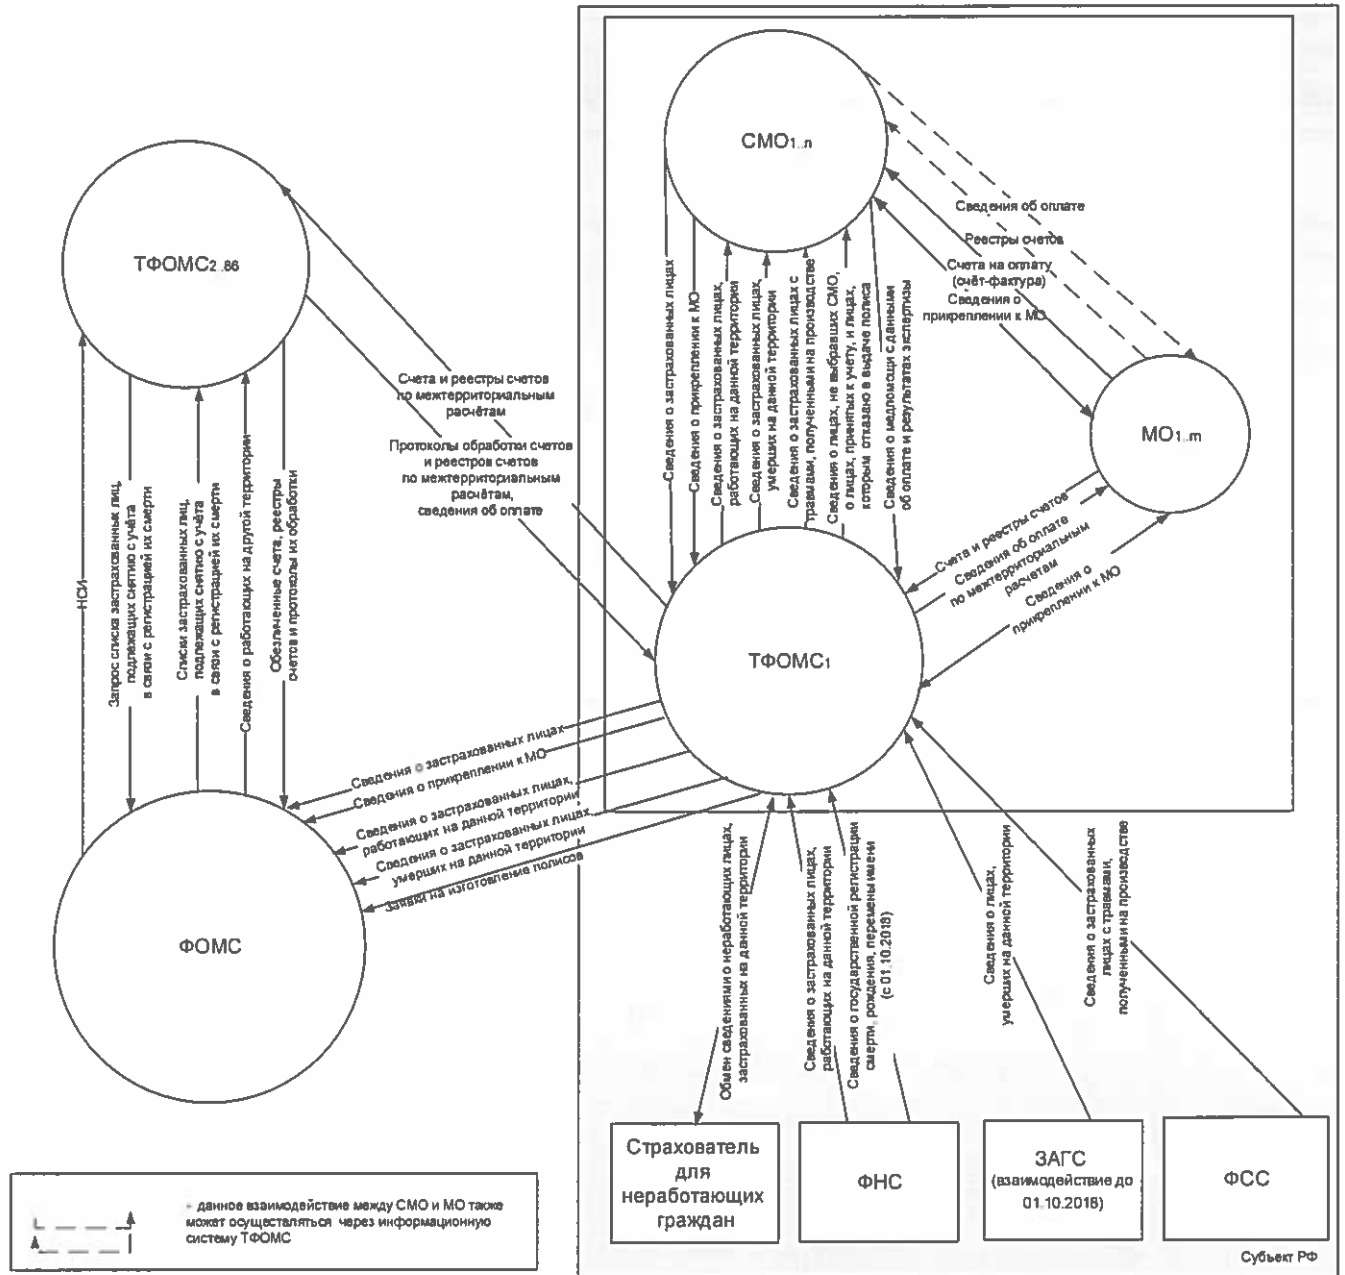 СМО1..n
ТФОМС2..86
Сведения об оплате
Реестры счетов
Счета на оплату
(счёт-фактура)
Сведения о
прикреплении к МО
МО1..m
Счета и реестры счетов
по межтерриториальным
расчётам
Протоколы обработки счетов
и реестров счетов
по межтерриториальным
расчётам,
сведения об оплате
Сведения о застрахованных лицах
Сведения о прикреплении к МО
Сведения о застрахованных лицах,
работающих на данной территории
Сведения о застрахованных лицах,
умерших на данной территории
Сведения о застрахованных лицах с
травмами, полученными на производстве
Сведения о лицах, не выбравших СМО,
о лицах, принятых к учету, и лицах,
которым отказано в выдаче полиса
Сведения о медпомощи с данными
об оплате и результатах экспертизы
Счета и реестры счетов
Сведения об оплате
по межтерриториальным
расчетам
Сведения о
прикреплении к МО
НСИ
Запрос списка застрахованных лиц,
подлежащих снятию с учёта
в связи с регистрацией их смерти
Списки застрахованных лиц,
подлежащих снятию с учёта
в связи с регистрацией их смерти
Сведения о работающих на другой территории
Обезличенные счета, реестры
счетов и протоколы их обработки
ТФОМС1
Сведения о застрахованных лицах
Сведения о прикреплении к МО
Сведения о застрахованных лицах,
работающих на данной территории
Сведения о застрахованных лицах,
умерших на данной территории
Заявки на изготовление полисов
ФОМС
Обмен сведениями о неработающих лицах,
застрахованных на данной территории
Сведения о застрахованных лицах,
работающих на данной территории
Сведения о государственной регистрации
смерти, рождения, перемены имени
(с 01.10.2018)
Сведения о лицах,
умерших на данной территории
Сведения о застрахованных
лицах с травмами,
полученными на производстве
Страхователь
для
неработающих
граждан
ФНС
ЗАГС
(взаимодействие до
01.10.2018)
ФСС
Субъект РФ
- данное взаимодействие между СМО и МО также
может осуществляться через информационную
систему ТФОМС